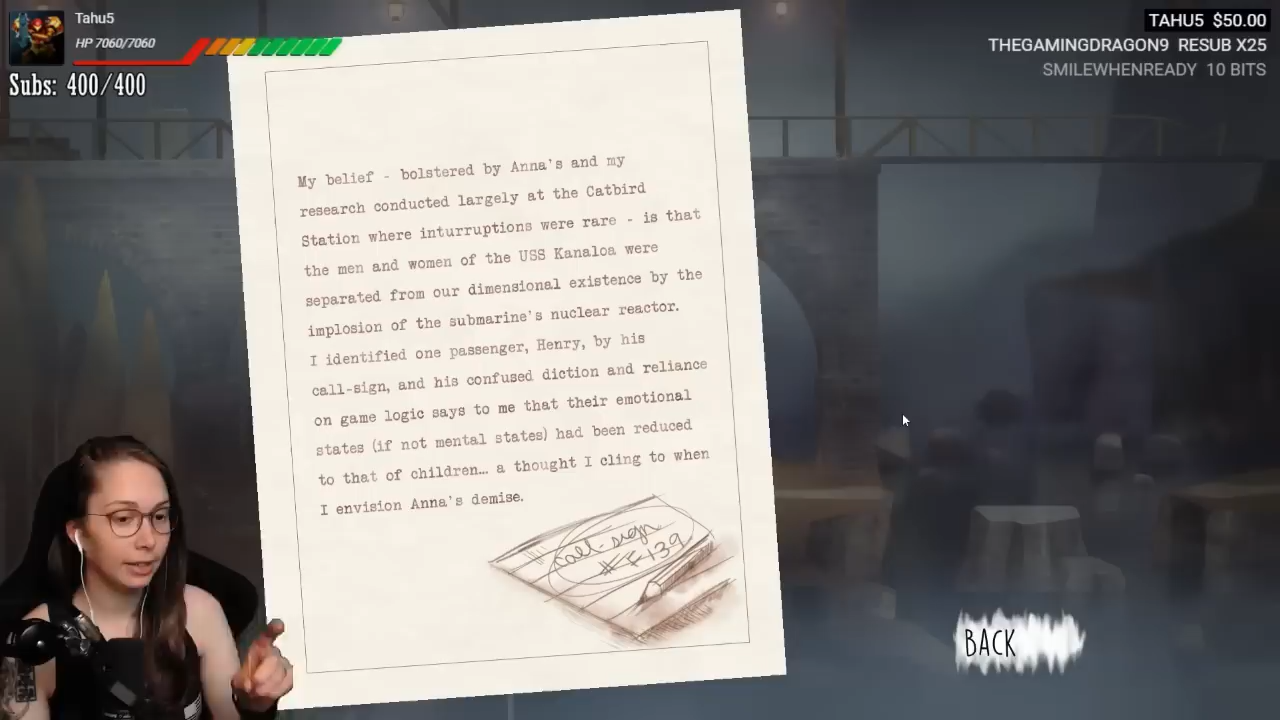 Tahu5
HP 7060/7060
Subs: 400/400
TAHU5 $50.00
THEGAMINGDRAGON9 RESUB X25
SMILEWHENREADY 10 BITS
My belief - bolstered by Anna's and my
research conducted largely at the Catbird
Station where inturruptions were rare - is that
the men and women of the USS Kanaloa were
separated from our dimensional existence by the
implosion of the submarine's nuclear reactor.
I identified one passenger, Henry, by his
call-sign, and his confused diction and reliance
on game logic says to me that their emotional
states (if not mental states) had been reduced
to that of children... a thought I cling to when
I envision Anna's demise.
call-sign
#F-139
BACK